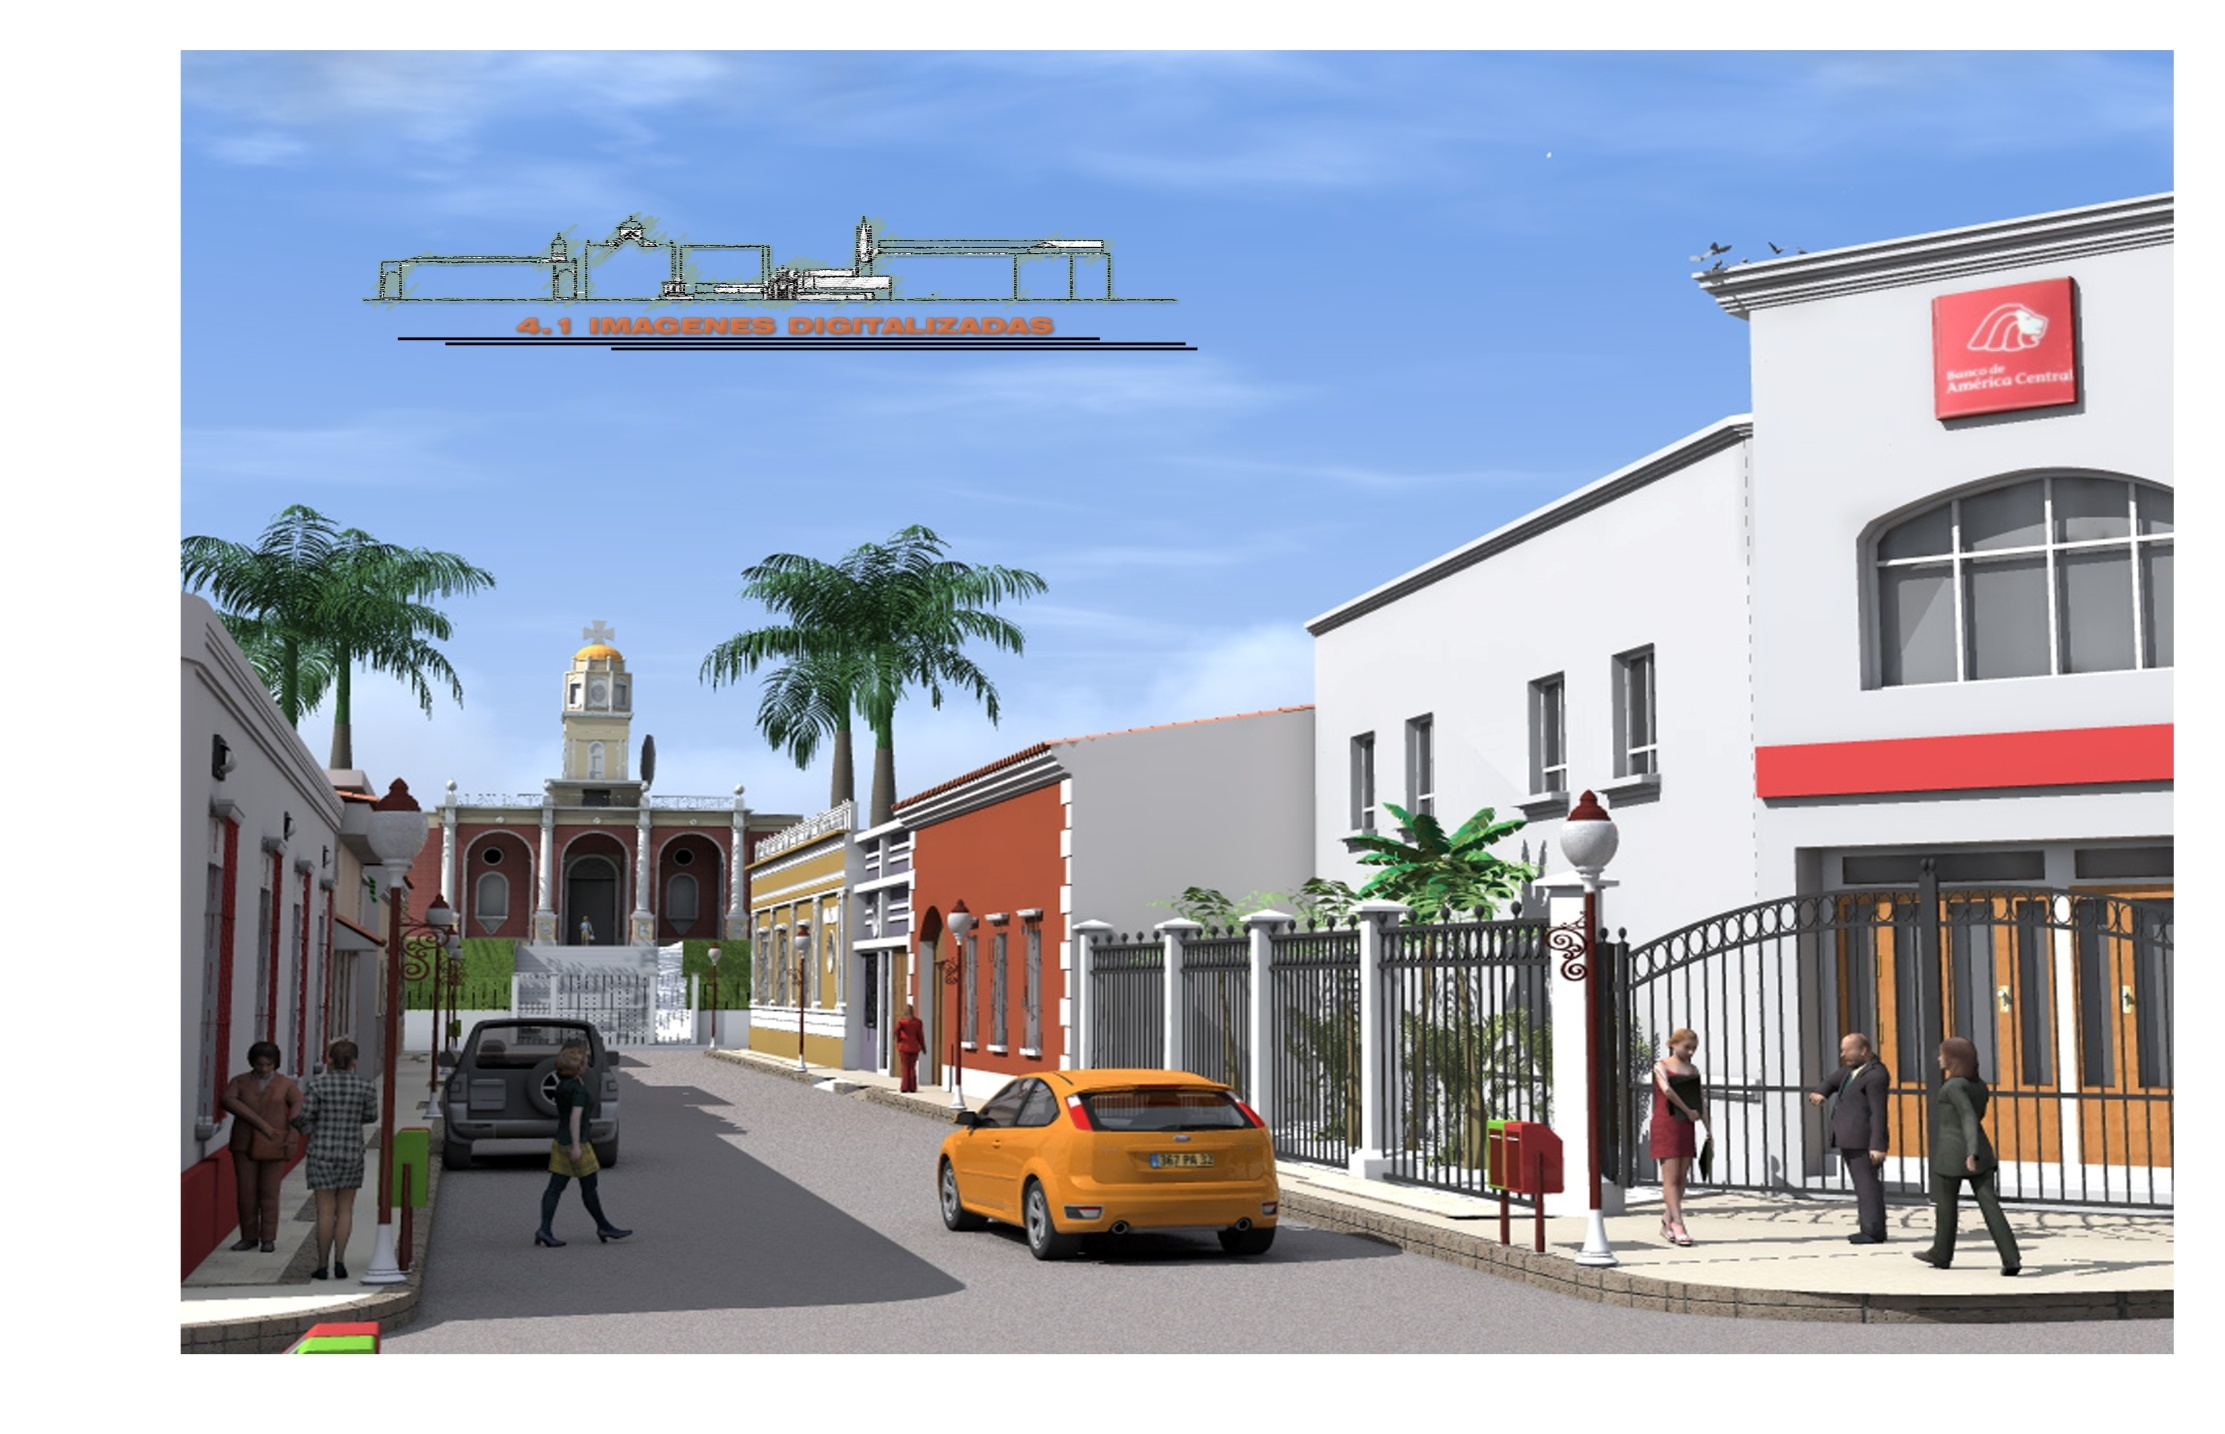 4.1 IMAGENES DIGITALIZADAS
Banco de
América Central
367 PA 32